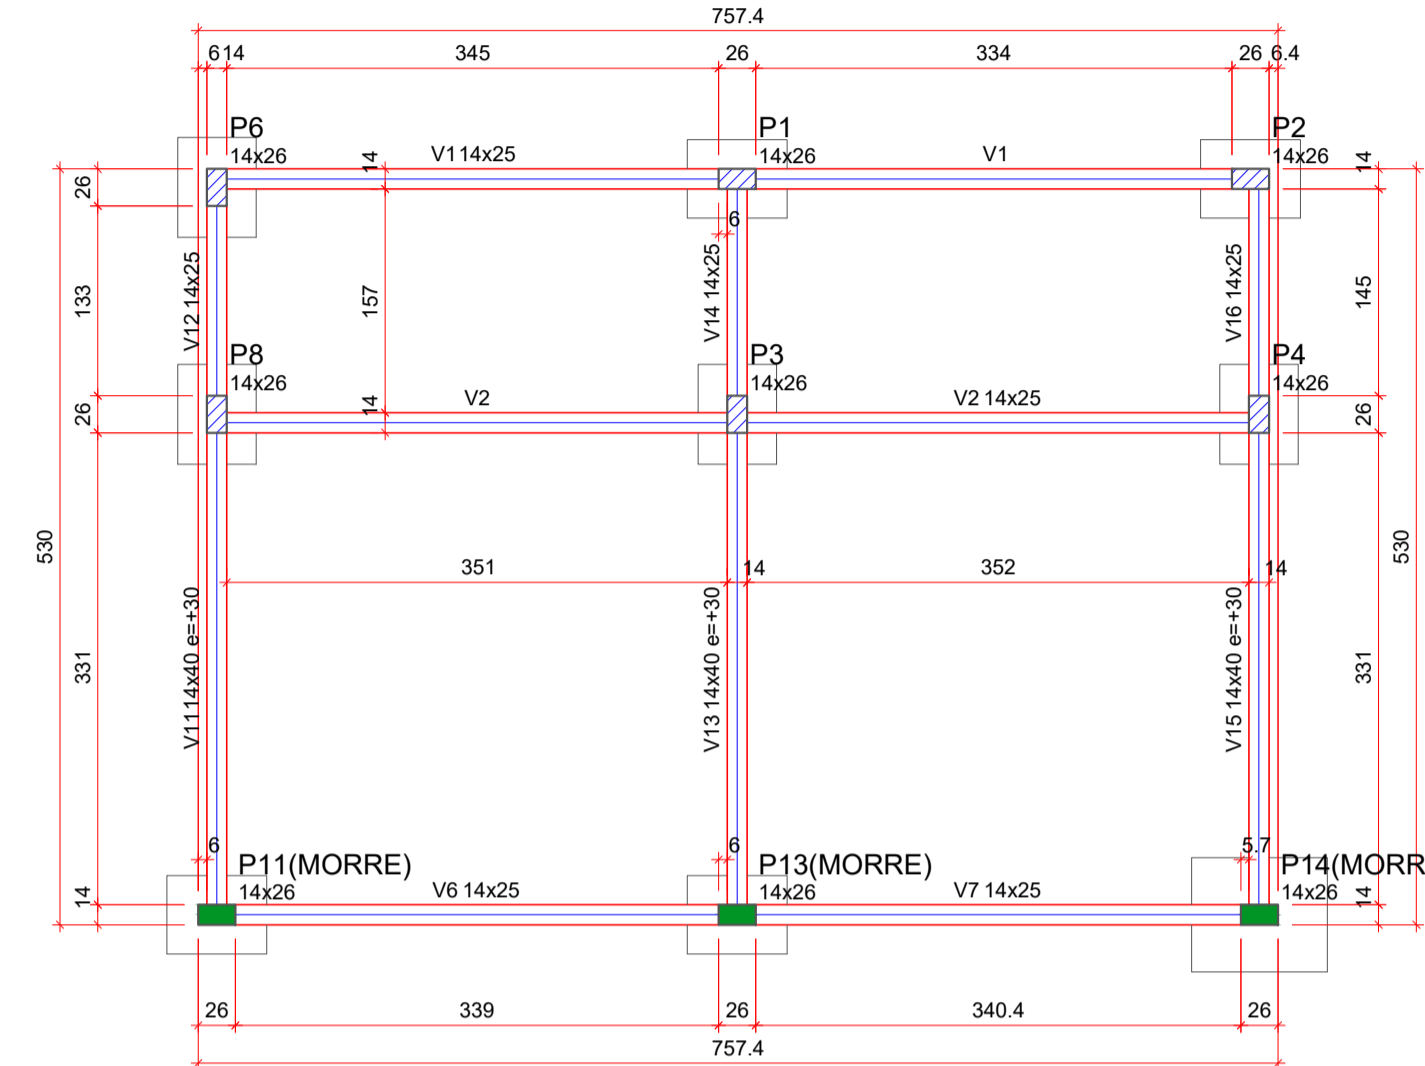 757.4
6 14 345 26 334 26 6.4
P6 P1 P2
14x26 V1 14x25 14 14x26 V1 14x26 14
26
6
V12 14x25
133
157
V14 14x25
V16 14x25
145
P8 P3 P4
14x26 V2 14 14x26 V2 14x25 14x26
26 26
530 530
351 14 352 14
V11 14x40 e=+30
331
V13 14x40 e=+30
V15 14x40 e=+30
331
6 6 5.7
P11(MORRE) P13(MORRE) P14(MORR
14 14x26 V6 14x25 14x26 V7 14x25 14x26 14
26 339 26 340.4 26
757.4